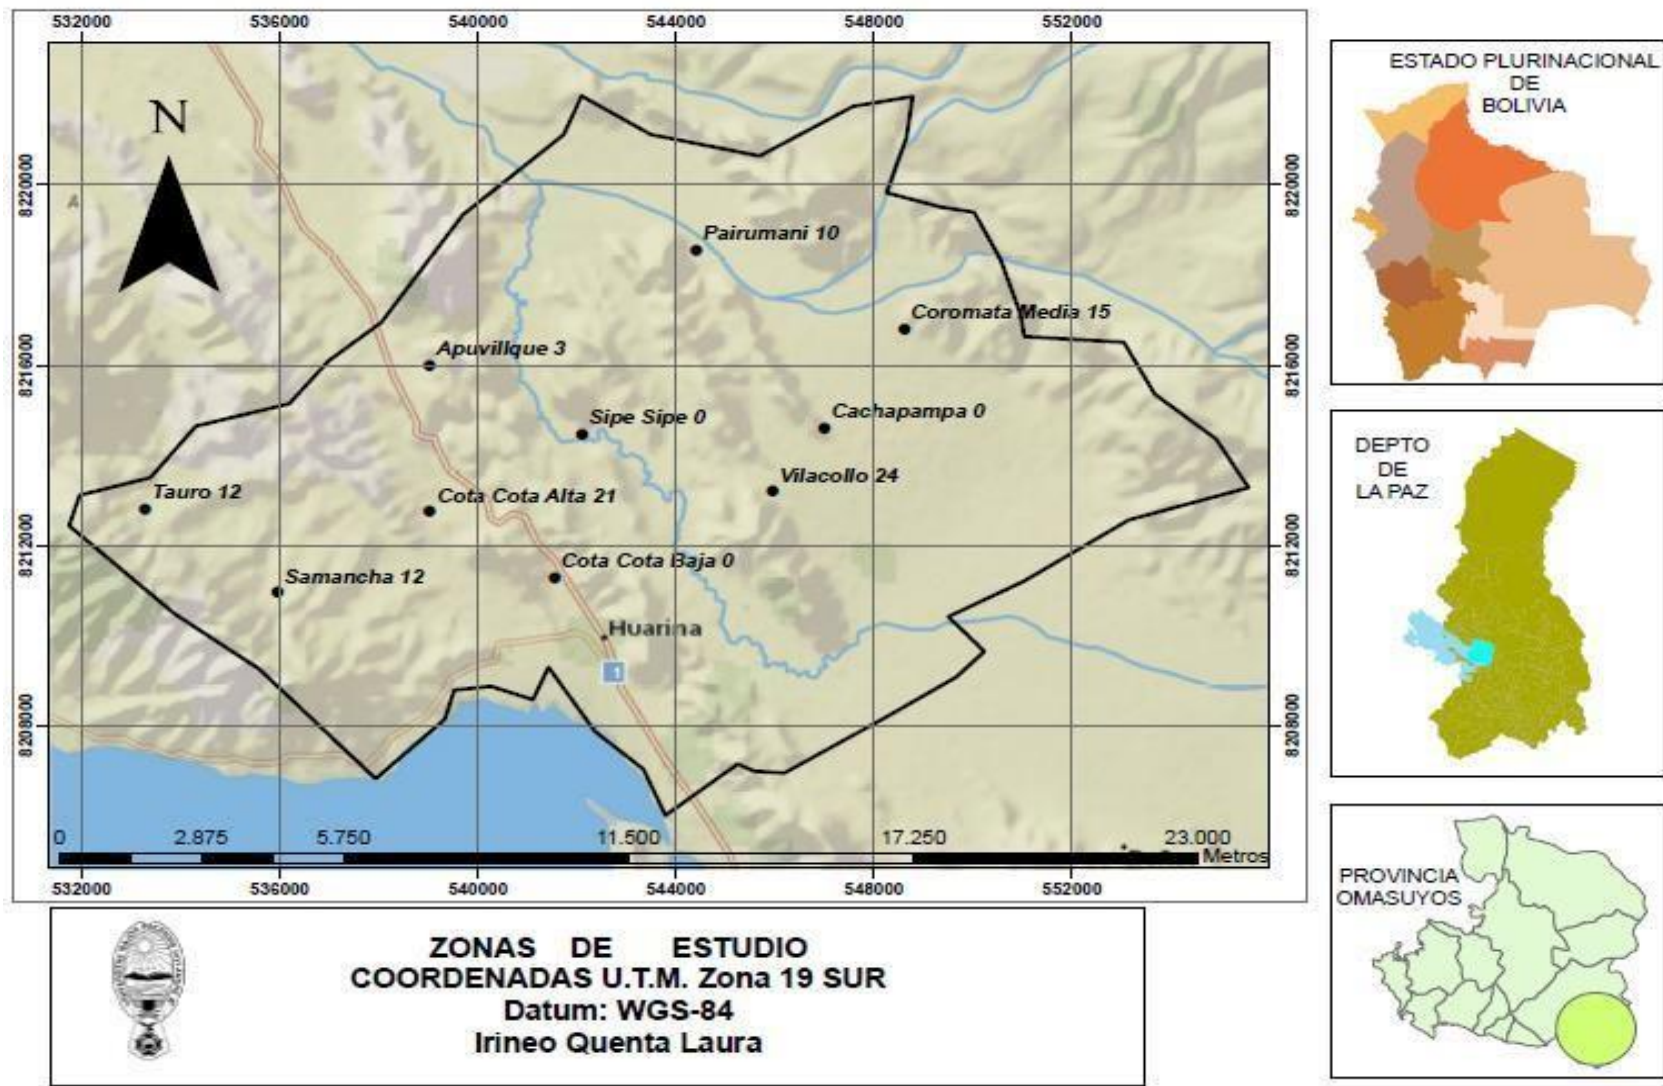 532000 536000 540000 544000 548000 552000
N
8220000
8216000
8212000
8208000
A
Pairumani 10
Coromata Media 15
Apuvillque 3
Sipe Sipe 0
Cachapampa 0
Vilacollo 24
Tauro 12
Cota Cota Alta 21
Cota Cota Baja 0
Samancha 12
Huarina
1
8220000
8216000
8212000
8208000
0 2.875 5.750 11.500 17.250 23.000
Metros
532000 536000 540000 544000 548000 552000
ESTADO PLURINACIONAL
DE
BOLIVIA
DEPTO
DE
LA PAZ
PROVINCIA
OMASUYOS
ZONAS DE ESTUDIO
COORDENADAS U.T.M. Zona 19 SUR
Datum: WGS-84
Irineo Quenta Laura